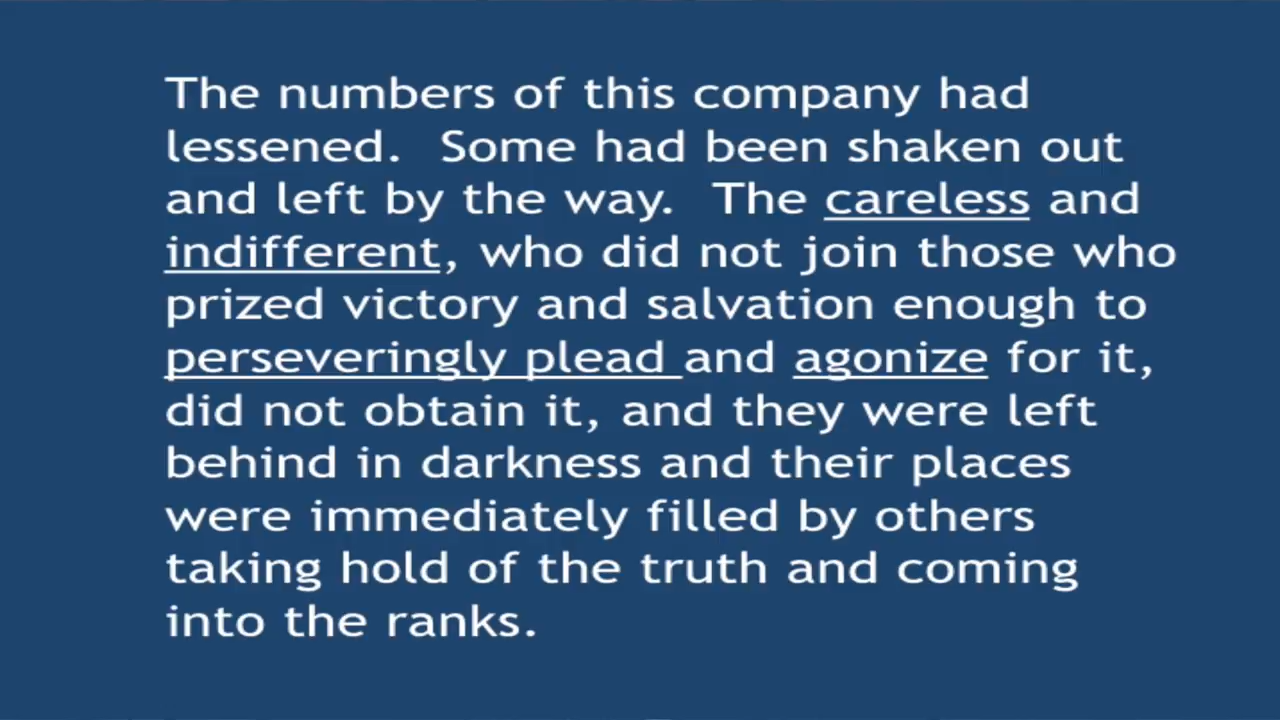 The numbers of this company had
lessened.  Some had been shaken out
and left by the way.  The careless and
indifferent, who did not join those who
prized victory and salvation enough to
perseveringly plead and agonize for it,
did not obtain it, and they were left
behind in darkness and their places
were immediately filled by others
taking hold of the truth and coming
into the ranks.